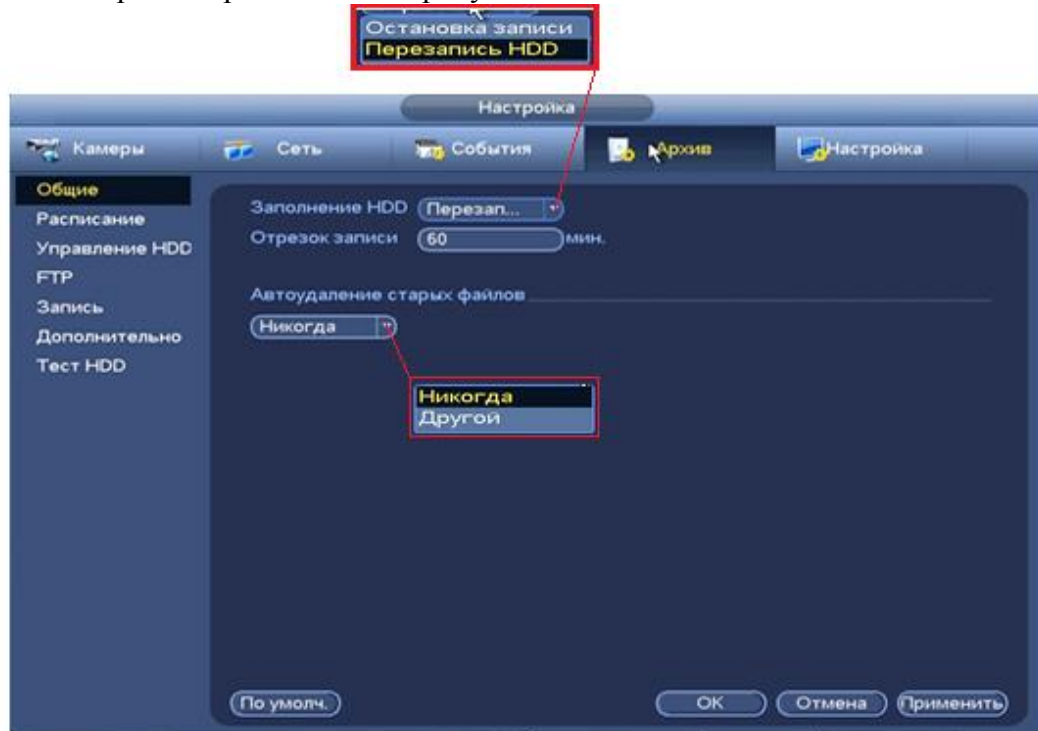 Остановка записи
Перезапись HDD
Настройка
Камеры
Сеть
События
Архив
Настройка
Общие
Расписание
Управление HDD
FTP
Запись
Дополнительно
Тест HDD
Заполнение HDD Перезап...
Отрезок записи 60 мин.
Автоудаление старых файлов
Никогда
Никогда
Другой
По умолч.
OK
Отмена
Применить